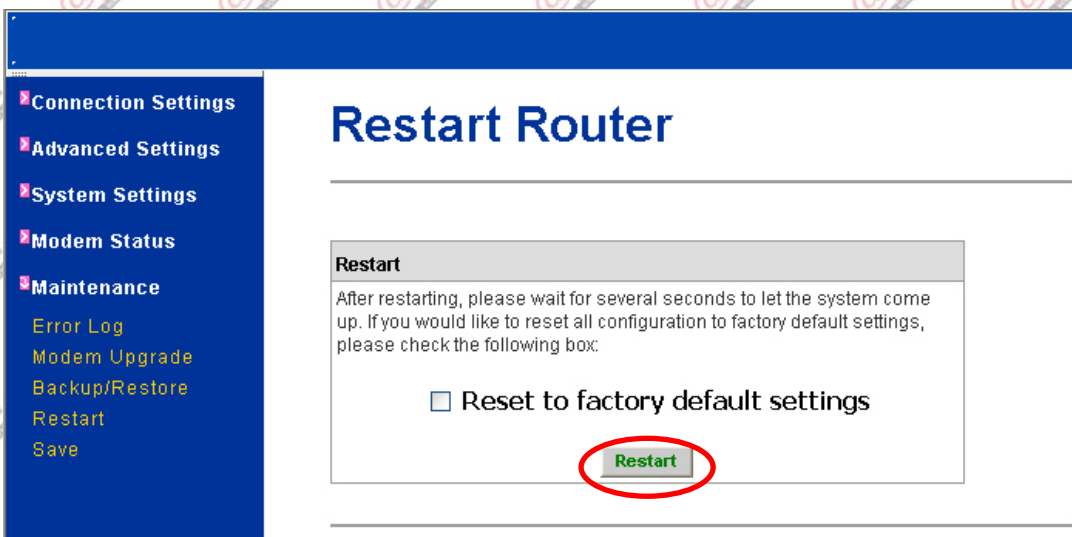 Connection Settings
Advanced Settings
System Settings
Modem Status
Maintenance
Error Log
Modem Upgrade
Backup/Restore
Restart
Save
Restart Router
Restart
After restarting, please wait for several seconds to let the system come
up. If you would like to reset all configuration to factory default settings,
please check the following box:
Reset to factory default settings
Restart